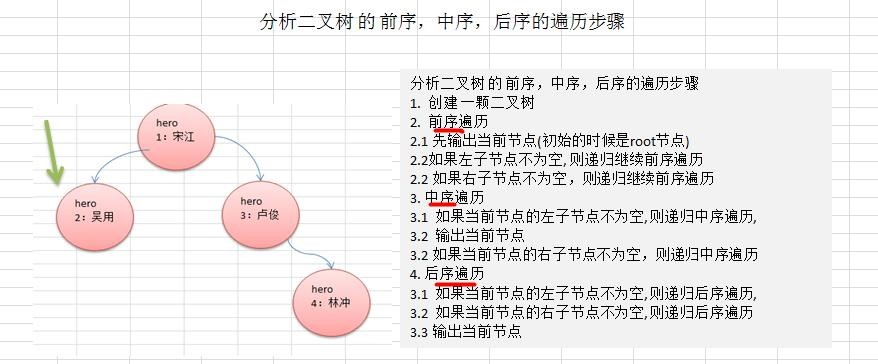 分析二叉树的前序，中序，后序的遍历步骤
hero
1：宋江
hero
2：吴用
hero
3：卢俊
hero
4：林冲
分析二叉树的前序，中序，后序的遍历步骤
1. 创建一颗二叉树
2. 前序遍历
2.1 先输出当前节点(初始的时候是root节点)
2.2如果左子节点不为空,则递归继续前序遍历
2.2 如果右子节点不为空，则递归继续前序遍历
3. 中序遍历
3.1 如果当前节点的左子节点不为空,则递归中序遍历,
3.2 输出当前节点
3.2 如果当前节点的右子节点不为空，则递归中序遍历
4. 后序遍历
3.1 如果当前节点的左子节点不为空,则递归后序遍历,
3.2 如果当前节点的右子节点不为空,则递归后序遍历
3.3 输出当前节点